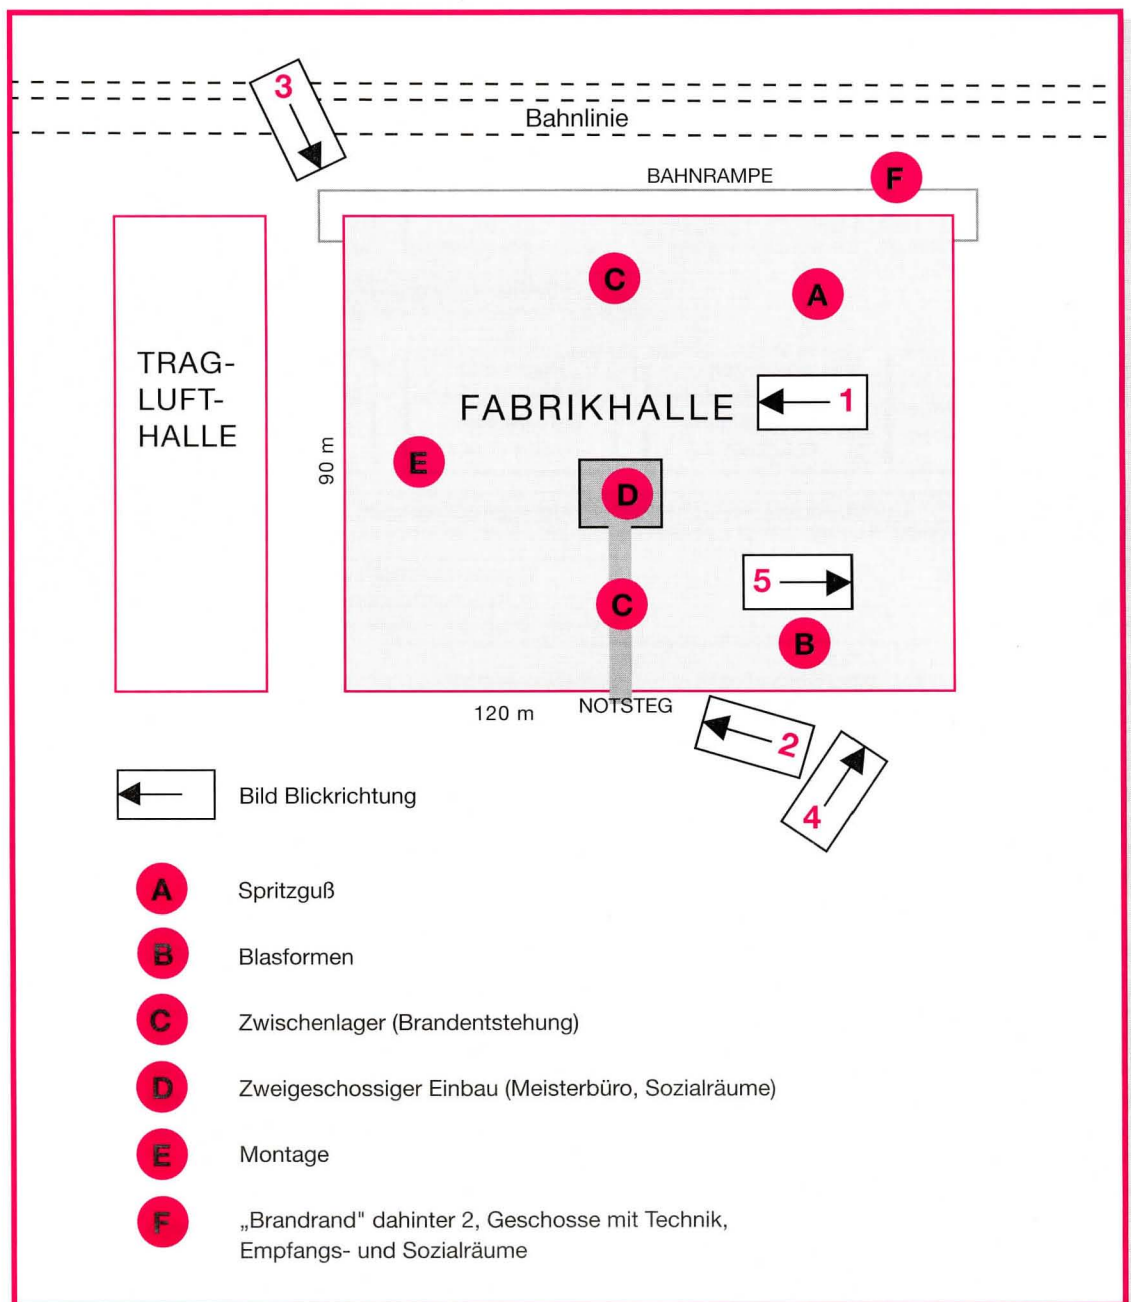 3
Bahnlinie
BAHNRAMPE
F
C
A
TRAG-
LUFT-
HALLE
FABRIKHALLE
1
90 m
E
D
5
C
B
120 m
NOTSTEG
2
4
Bild Blickrichtung
A Spritzguß
B Blasformen
C Zwischenlager (Brandentstehung)
D Zweigeschossiger Einbau (Meisterbüro, Sozialräume)
E Montage
F „Brandrand" dahinter 2, Geschosse mit Technik,
Empfangs- und Sozialräume